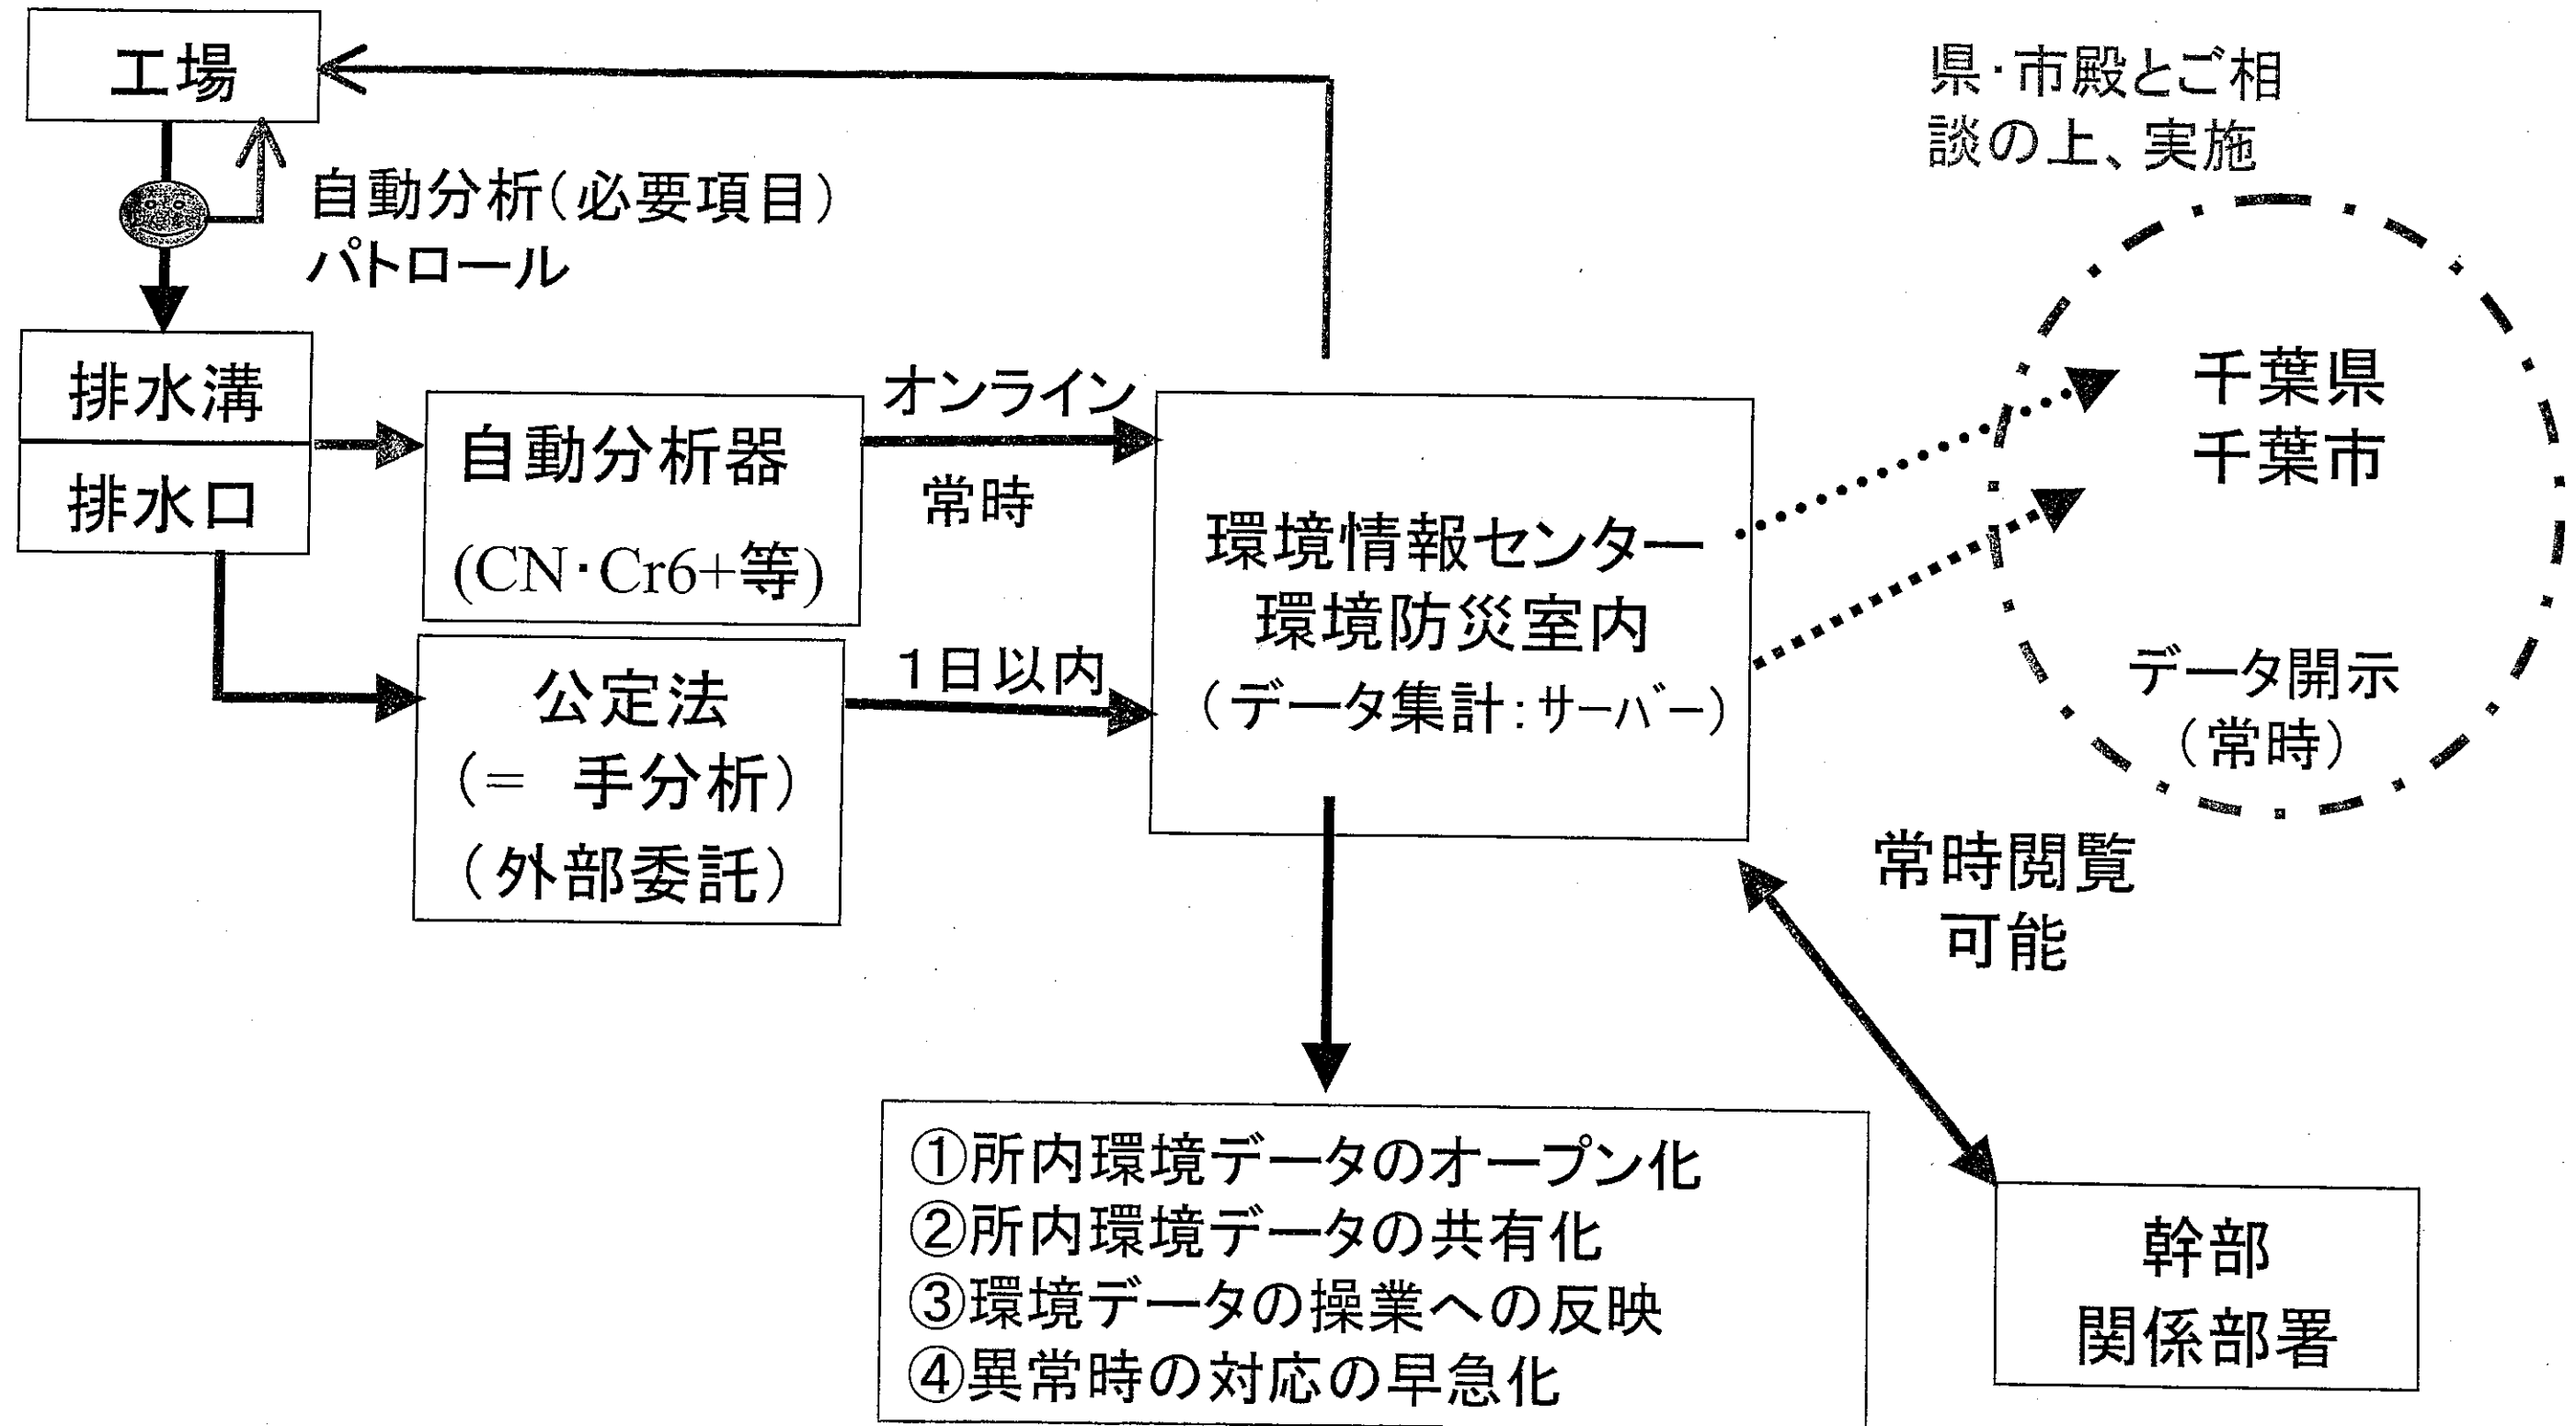 工場
県・市殿とご相
談の上、実施
自動分析(必要項目)
パトロール
排水溝
排水口
自動分析器
(CN・Cr6+等)
オンライン
常時
公定法
(= 手分析)
(外部委託)
1日以内
環境情報センター
環境防災室内
(データ集計:サーバー)
千葉県
千葉市
データ開示
(常時)
常時閲覧
可能
①所内環境データのオープン化
②所内環境データの共有化
③環境データの操業への反映
④異常時の対応の早急化
幹部
関係部署